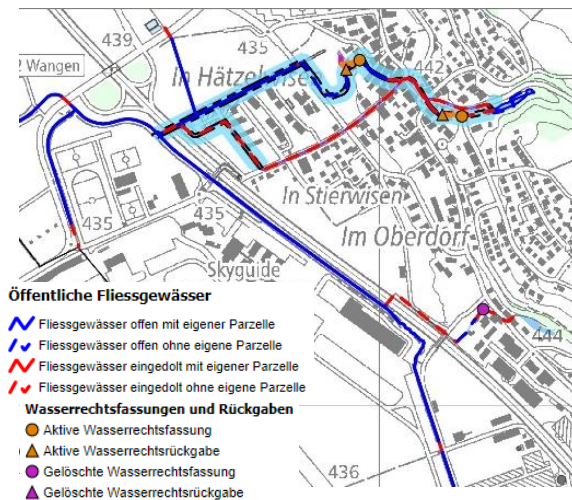 439
435
442
2 Wangen
In Hätzelwise
In Stierwisen
435
435
Im Oberdorf
Skyguide
444
436
Öffentliche Fliessgewässer
Fliessgewässer offen mit eigener Parzelle
Fliessgewässer offen ohne eigene Parzelle
Fliessgewässer eingedolt mit eigener Parzelle
Fliessgewässer eingedolt ohne eigene Parzelle
Wasserrechtsfassungen und Rückgaben
Aktive Wasserrechtsfassung
Aktive Wasserrechtsrückgabe
Gelöschte Wasserrechtsfassung
Gelöschte Wasserrechtsrückgabe